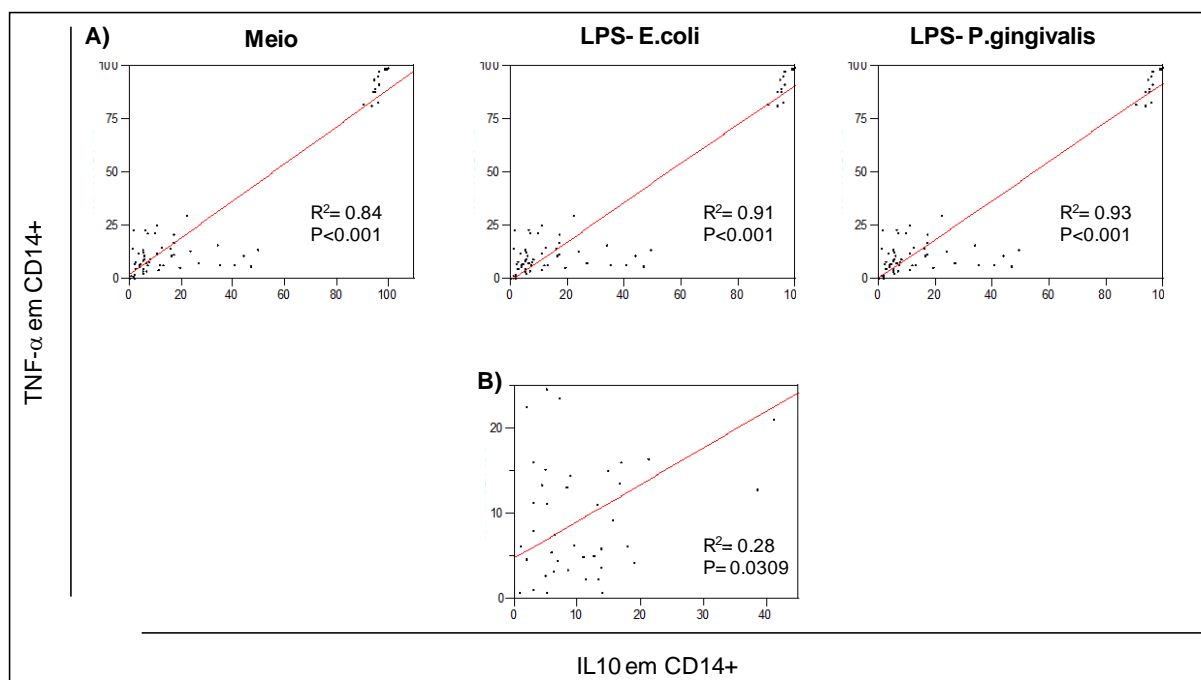 A)
Meio
LPS- E.coli
LPS- P.gingivalis
TNF-α em CD14+
100
75
50
25
0
0 20 40 60 80 100
R²= 0.84
P<0.001
100
75
50
25
0
0 20 40 60 80 10
R²= 0.91
P<0.001
100
75
50
25
0
0 20 40 60 80 10
R²= 0.93
P<0.001
B)
20
10
0
0 10 20 30 40
R²= 0.28
P= 0.0309
IL10 em CD14+